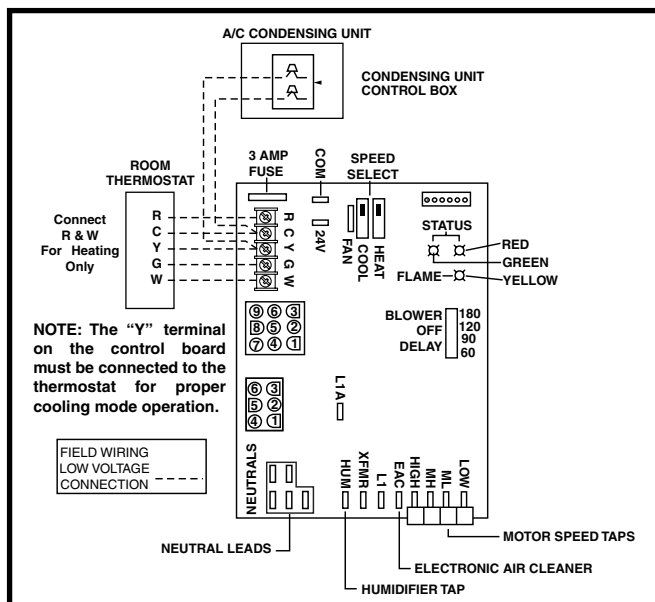 A/C CONDENSING UNIT
CONDENSING UNIT
CONTROL BOX
3 AMP
FUSE
COM
SPEED
SELECT
ROOM
THERMOSTAT
Connect
R & W
For Heating
Only
R
C
Y
G
W
R
C
Y
G
W
24V
FAN
COOL
HEAT
STATUS
RED
GREEN
FLAME
YELLOW
9 6 3
8 5 2
7 4 1
BLOWER
OFF
DELAY
180
120
90
60
NOTE: The “Y” terminal
on the control board
must be connected to the
thermostat for proper
cooling mode operation.
6 3
5 2
4 1
L1A
FIELD WIRING
LOW VOLTAGE
CONNECTION
NEUTRALS
HUM
XFMR
L1
EAC
HIGH
MH
ML
LOW
NEUTRAL LEADS
MOTOR SPEED TAPS
ELECTRONIC AIR CLEANER
HUMIDIFIER TAP